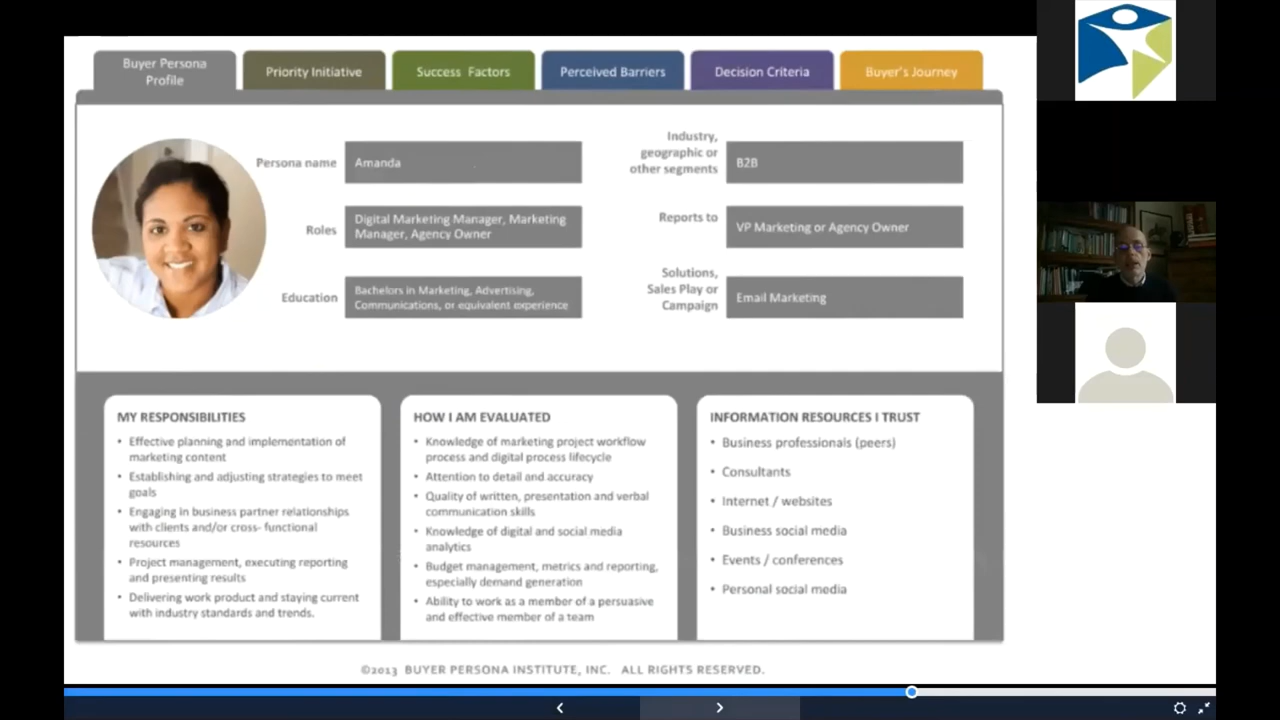 Buyer Persona
Profile
Priority Initiative
Success Factors
Perceived Barriers
Decision Criteria
Buyer's Journey
Persona name
Amanda
Industry,
geographic or
other segments
B2B
Roles
Digital Marketing Manager, Marketing
Manager, Agency Owner
Reports to
VP Marketing or Agency Owner
Education
Bachelors in Marketing, Advertising,
Communications, or equivalent experience
Solutions,
Sales Play or
Campaign
Email Marketing
MY RESPONSIBILITIES
• Effective planning and implementation of
marketing content
• Establishing and adjusting strategies to meet
goals
• Engaging in business partner relationships
with clients and/or cross- functional
resources
• Project management, executing reporting
and presenting results
• Delivering work product and staying current
with industry standards and trends.
HOW I AM EVALUATED
• Knowledge of marketing project workflow
process and digital process lifecycle
• Attention to detail and accuracy
• Quality of written, presentation and verbal
communication skills
• Knowledge of digital and social media
analytics
• Budget management, metrics and reporting,
especially demand generation
• Ability to work as a member of a persuasive
and effective member of a team
INFORMATION RESOURCES I TRUST
• Business professionals (peers)
• Consultants
• Internet / websites
• Business social media
• Events / conferences
• Personal social media
©2013 BUYER PERSONA INSTITUTE, INC. ALL RIGHTS RESERVED.